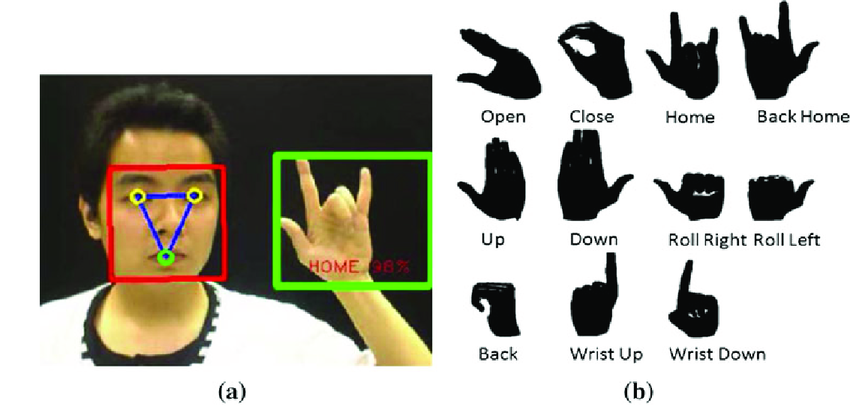 HOME 98%
Open Close Home Back Home
Up Down Roll Right Roll Left
Back Wrist Up Wrist Down
(a) (b)